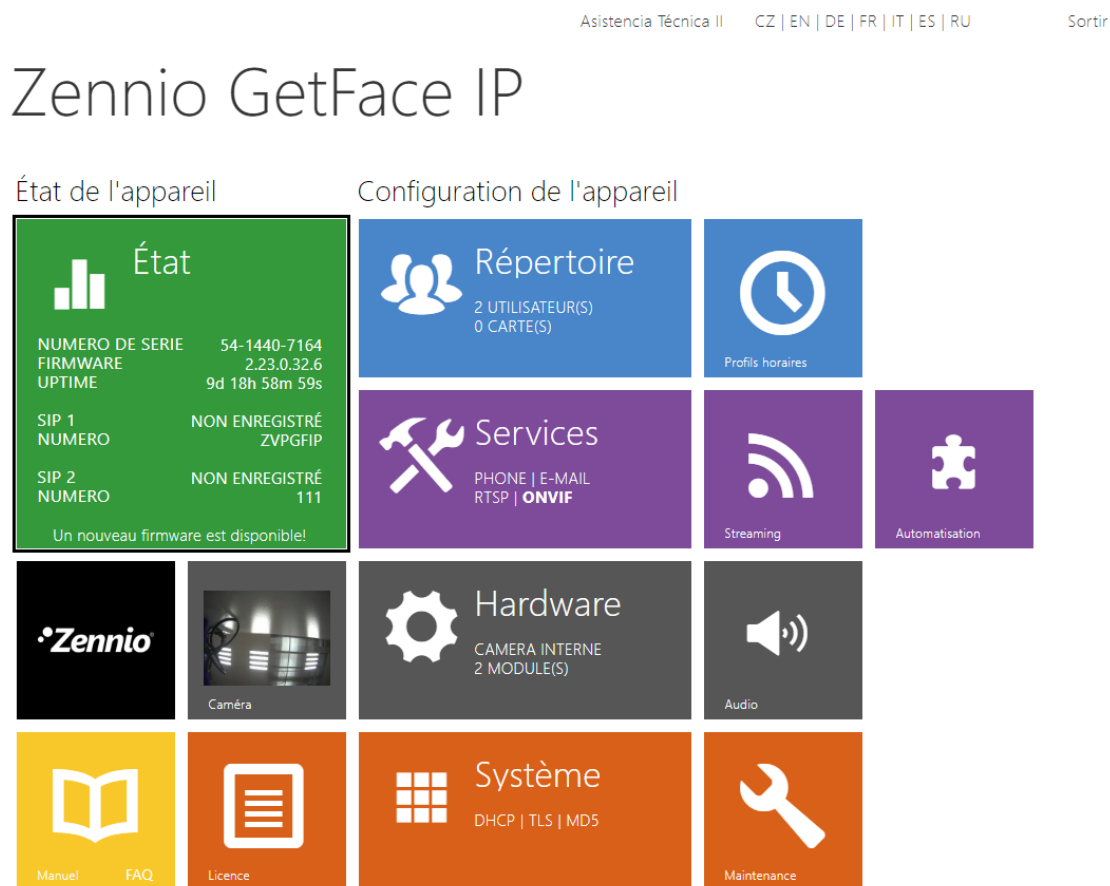 Asistencia Técnica II CZ | EN | DE | FR | IT | ES | RU Sortir
Zennio GetFace IP
État de l'appareil
Configuration de l'appareil
État
NUMERO DE SERIE 54-1440-7164
FIRMWARE 2.23.0.32.6
UPTIME 9d 18h 58m 59s
SIP 1 NON ENREGISTRÉ
NUMERO ZVPGFIP
SIP 2 NON ENREGISTRÉ
NUMERO 111
Un nouveau firmware est disponible!
Répertoire
2 UTILISATEUR(S)
0 CARTE(S)
Profils horaires
Services
PHONE | E-MAIL
RTSP | ONVIF
Streaming
Automatisation
Zennio
Caméra
Hardware
CAMERA INTERNE
2 MODULE(S)
Audio
Manuel FAQ
Licence
Système
DHCP | TLS | MD5
Maintenance